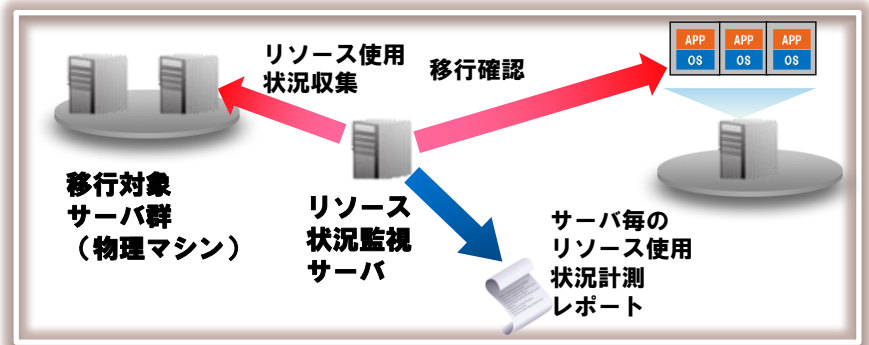 リソース使用
状況収集
移行確認
APP APP APP
OS OS OS
移行対象
サーバ群
（物理マシン）
リソース
状況監視
サーバ
サーバ毎の
リソース使用
状況計測
レポート